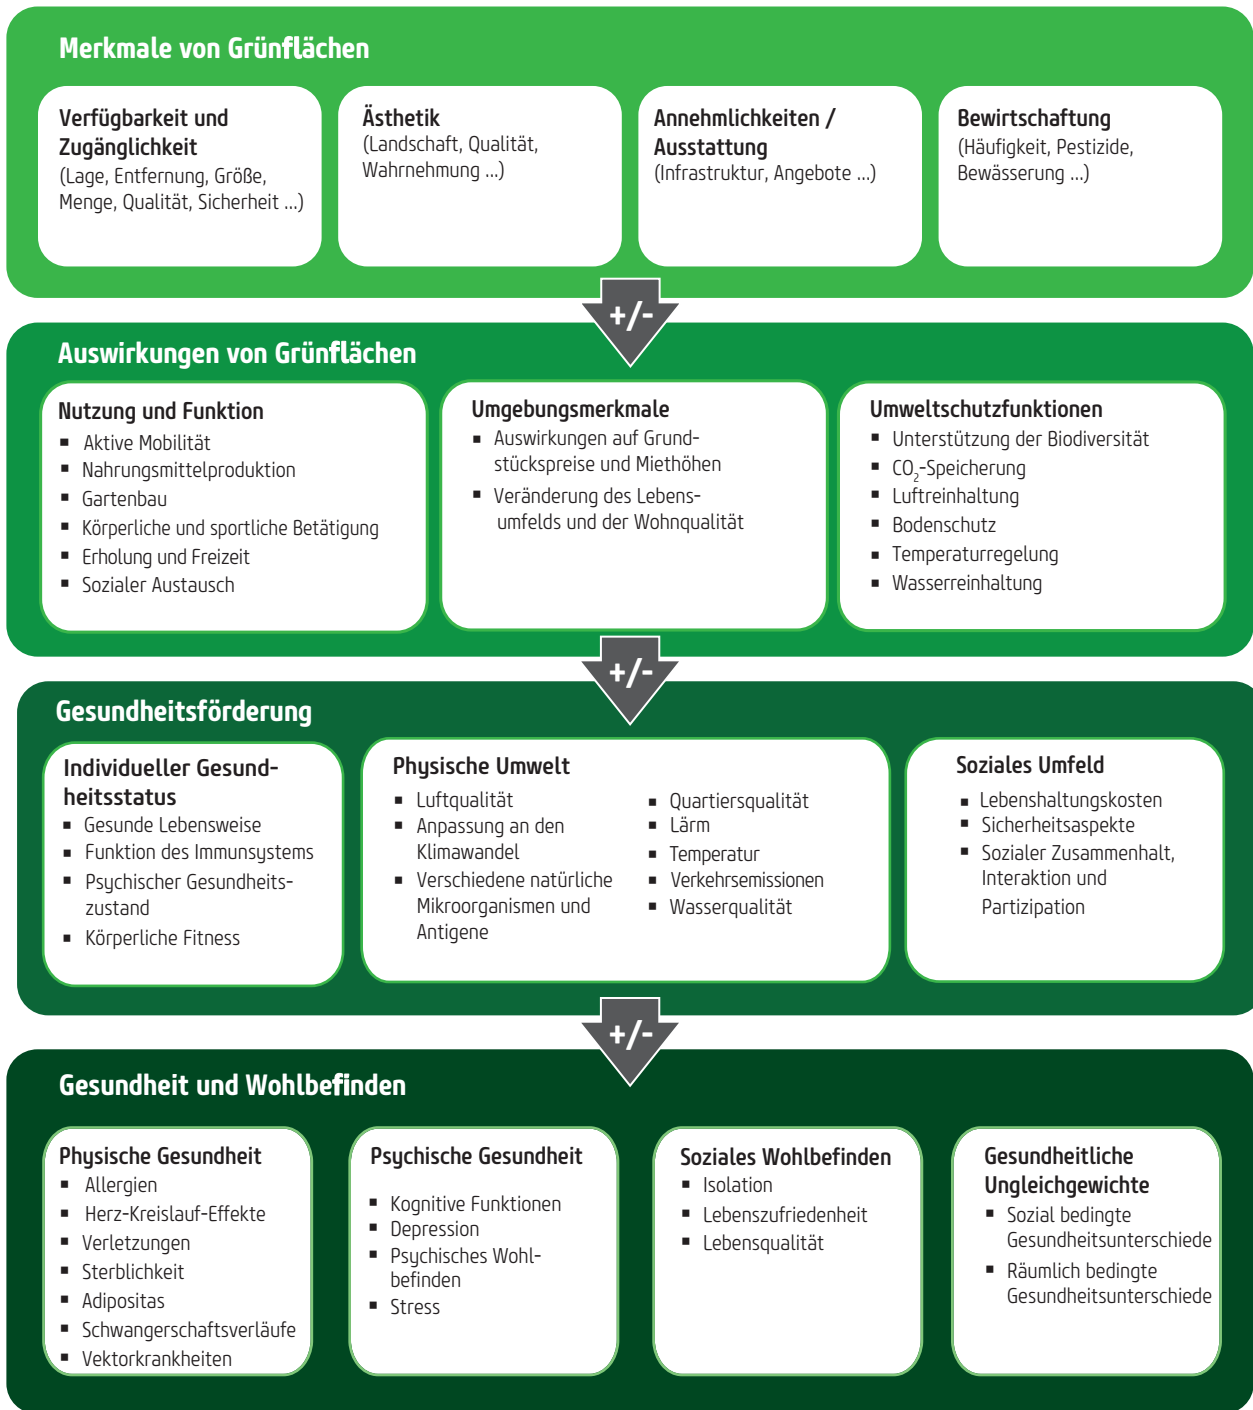 Merkmale von Grünflächen
Verfügbarkeit und
Zugänglichkeit
(Lage, Entfernung, Größe,
Menge, Qualität, Sicherheit ...)
Ästhetik
(Landschaft, Qualität,
Wahrnehmung ...)
Annehmlichkeiten /
Ausstattung
(Infrastruktur, Angebote ...)
Bewirtschaftung
(Häufigkeit, Pestizide,
Bewässerung ...)
+/-
Auswirkungen von Grünflächen
Nutzung und Funktion
▪ Aktive Mobilität
▪ Nahrungsmittelproduktion
▪ Gartenbau
▪ Körperliche und sportliche Betätigung
▪ Erholung und Freizeit
▪ Sozialer Austausch
Umgebungsmerkmale
▪ Auswirkungen auf Grund-
stückspreise und Miethöhen
▪ Veränderung des Lebens-
umfelds und der Wohnqualität
Umweltschutzfunktionen
▪ Unterstützung der Biodiversität
▪ CO₂-Speicherung
▪ Luftreinhaltung
▪ Bodenschutz
▪ Temperaturregelung
▪ Wasserreinhaltung
+/-
Gesundheitsförderung
Individueller Gesund-
heitsstatus
▪ Gesunde Lebensweise
▪ Funktion des Immunsystems
▪ Psychischer Gesundheits-
zustand
▪ Körperliche Fitness
Physische Umwelt
▪ Luftqualität
▪ Anpassung an den
Klimawandel
▪ Verschiedene natürliche
Mikroorganismen und
Antigene
▪ Quartiersqualität
▪ Lärm
▪ Temperatur
▪ Verkehrsemissionen
▪ Wasserqualität
Soziales Umfeld
▪ Lebenshaltungskosten
▪ Sicherheitsaspekte
▪ Sozialer Zusammenhalt,
Interaktion und
Partizipation
+/-
Gesundheit und Wohlbefinden
Physische Gesundheit
▪ Allergien
▪ Herz-Kreislauf-Effekte
▪ Verletzungen
▪ Sterblichkeit
▪ Adipositas
▪ Schwangerschaftsverläufe
▪ Vektorkrankheiten
Psychische Gesundheit
▪ Kognitive Funktionen
▪ Depression
▪ Psychisches Wohl-
befinden
▪ Stress
Soziales Wohlbefinden
▪ Isolation
▪ Lebenszufriedenheit
▪ Lebensqualität
Gesundheitliche
Ungleichgewichte
▪ Sozial bedingte
Gesundheitsunterschiede
▪ Räumlich bedingte
Gesundheitsunterschiede